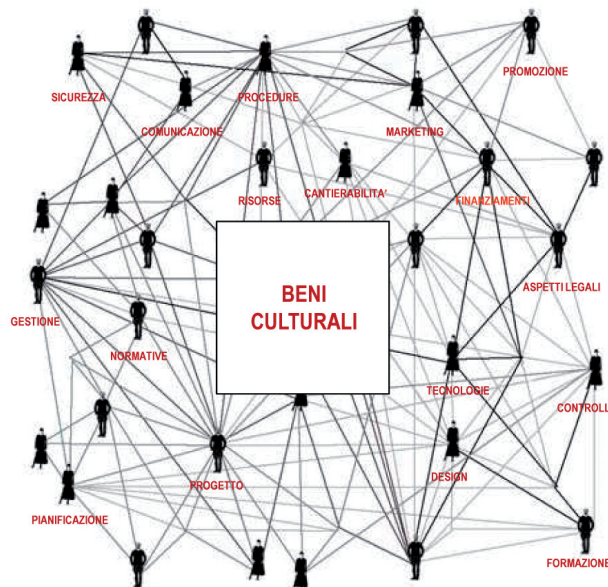 PROMOZIONE
SICUREZZA
PROCEDURE
COMUNICAZIONE
MARKETING
RISORSE
CANTIERABILITA'
FINANZIAMENTI
BENI
CULTURALI
ASPETTI LEGALI
GESTIONE
NORMATIVE
TECNOLOGIE
CONTROLL
PROGETTO
DESIGN
PIANIFICAZIONE
FORMAZIONE